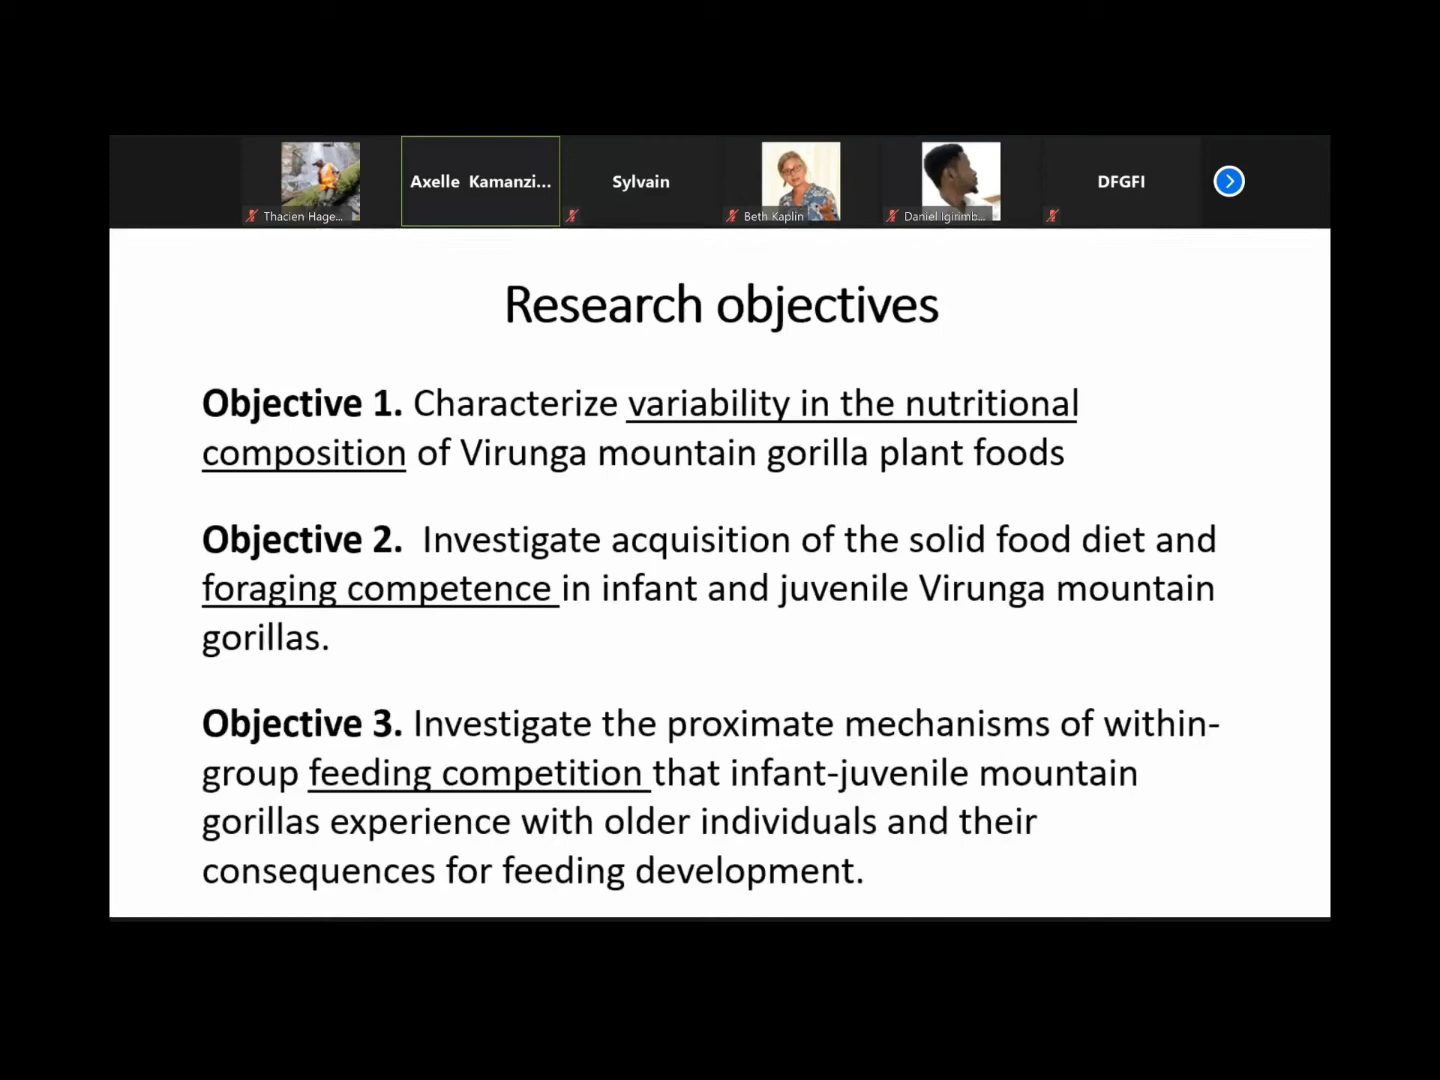 Thacien Hage...
Axelle Kamanzi...
Sylvain
Beth Kaplin
Daniel Igirimb...
DFGFI
Research objectives
Objective 1. Characterize variability in the nutritional
composition of Virunga mountain gorilla plant foods
Objective 2. Investigate acquisition of the solid food diet and
foraging competence in infant and juvenile Virunga mountain
gorillas.
Objective 3. Investigate the proximate mechanisms of within-
group feeding competition that infant-juvenile mountain
gorillas experience with older individuals and their
consequences for feeding development.